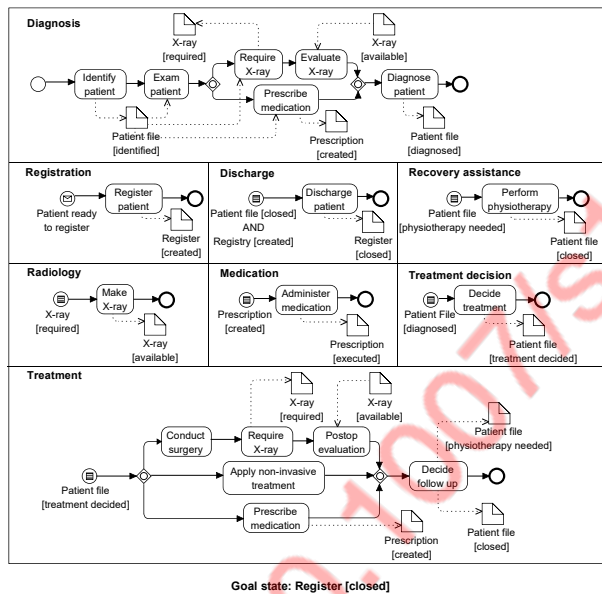 Diagnosis
X-ray
[required]
X-ray
[available]
Require
X-ray
Evaluate
X-ray
Identify
patient
Exam
patient
Prescribe
medication
Diagnose
patient
Patient file
[identified]
Prescription
[created]
Patient file
[diagnosed]
Registration
Register
patient
Patient ready
to register
Register
[created]
Discharge
Discharge
patient
Patient file [closed]
AND
Registry [created]
Register
[closed]
Recovery assistance
Perform
physiotherapy
Patient file
[physiotherapy needed]
Patient file
[closed]
Radiology
Make
X-ray
X-ray
[required]
X-ray
[available]
Medication
Administer
medication
Prescription
[created]
Prescription
[executed]
Treatment decision
Decide
treatment
Patient File
[diagnosed]
Patient file
[treatment decided]
Treatment
X-ray
[required]
X-ray
[available]
Patient file
[physiotherapy needed]
Conduct
surgery
Require
X-ray
Postop
evaluation
Apply non-invasive
treatment
Decide
follow up
Patient file
[treatment decided]
Prescribe
medication
Prescription
[created]
Patient file
[closed]
Goal state: Register [closed]